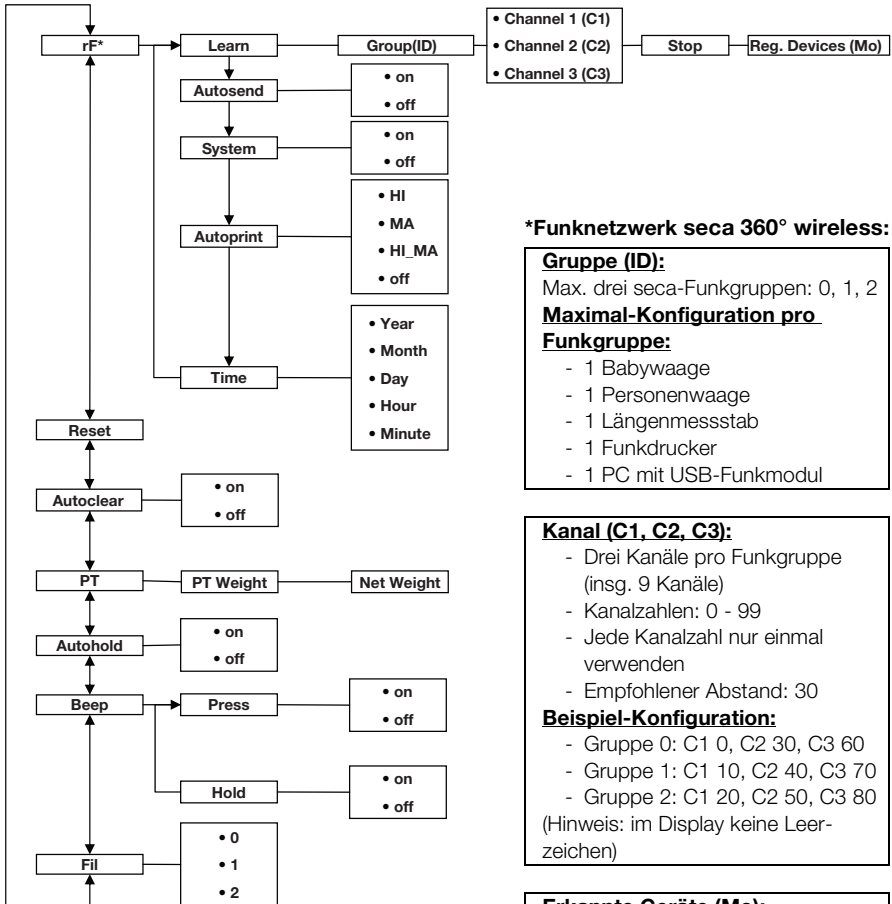 rF*
Learn
Group(ID)
• Channel 1 (C1)
• Channel 2 (C2)
• Channel 3 (C3)
Stop
Reg. Devices (Mo)
Autosend
• on
• off
System
• on
• off
Autoprint
• HI
• MA
• HI_MA
• off
Time
• Year
• Month
• Day
• Hour
• Minute
Reset
Autoclear
• on
• off
PT
PT Weight
Net Weight
Autohold
• on
• off
Beep
Press
• on
• off
Hold
• on
• off
Fil
• 0
• 1
• 2
*Funknetzwerk seca 360° wireless:
Gruppe (ID):
Max. drei seca-Funkgruppen: 0, 1, 2
Maximal-Konfiguration pro
Funkgruppe:
- 1 Babywaage
- 1 Personenwaage
- 1 Längenmessstab
- 1 Funkdrucker
- 1 PC mit USB-Funkmodul
Kanal (C1, C2, C3):
- Drei Kanäle pro Funkgruppe
(insg. 9 Kanäle)
- Kanalzahlen: 0 - 99
- Jede Kanalzahl nur einmal
verwenden
- Empfohlener Abstand: 30
Beispiel-Konfiguration:
- Gruppe 0: C1 0, C2 30, C3 60
- Gruppe 1: C1 10, C2 40, C3 70
- Gruppe 2: C1 20, C2 50, C3 80
(Hinweis: im Display keine Leer-
zeichen)
Erkannte Geräte (Mo):